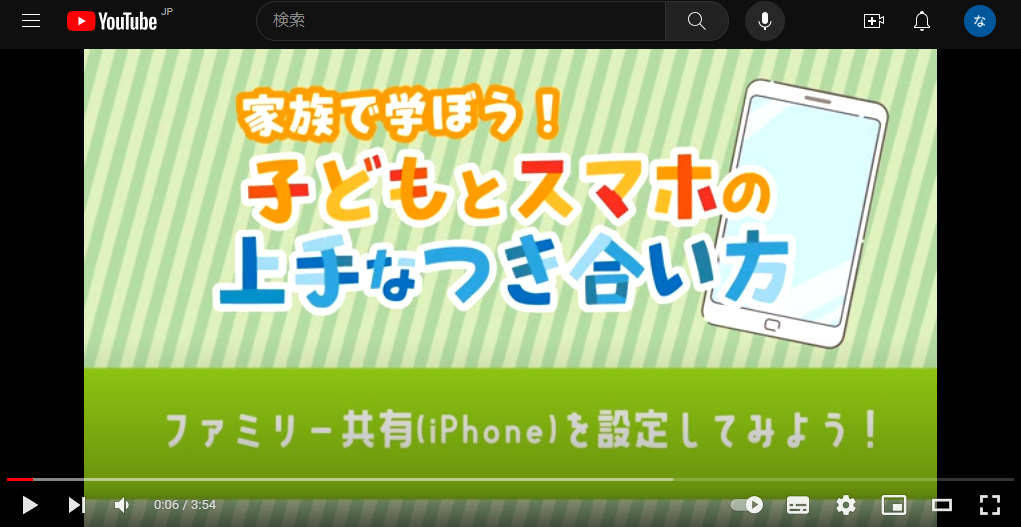 YouTube JP
検索
な
家族で学ぼう！
子どもとスマホの
上手なつき合い方
ファミリー共有(iPhone)を設定してみよう！
0:06 / 3:54